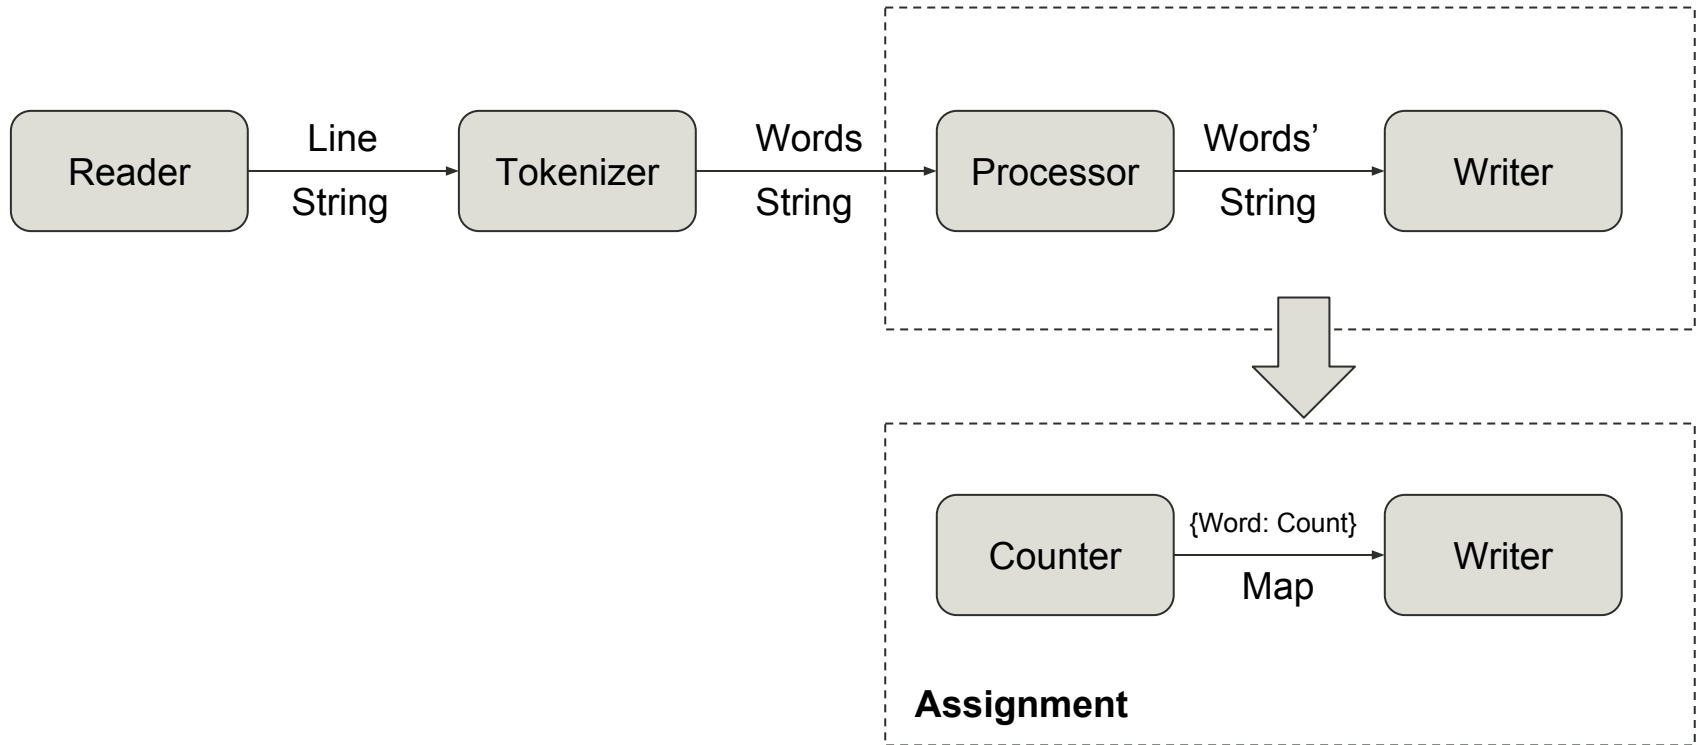 Reader
Line
String
Tokenizer
Words
String
Processor
Words’
String
Writer
Counter
{Word: Count}
Map
Writer
Assignment